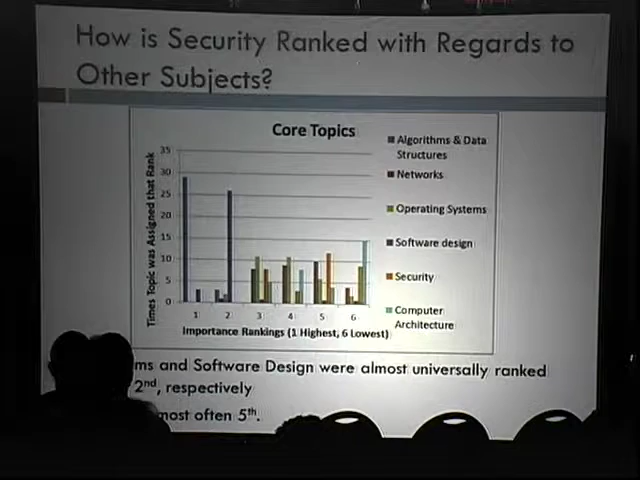 How is Security Ranked with Regards to
Other Subjects?
Core Topics
Times Topic was Assigned that Rank
35
30
25
20
15
10
5
0
1
2
3
4
5
6
Importance Rankings (1 Highest, 6 Lowest)
Algorithms & Data
Structures
Networks
Operating Systems
Software design
Security
Computer
Architecture
ms and Software Design were almost universally ranked
2nd, respectively
most often 5th.